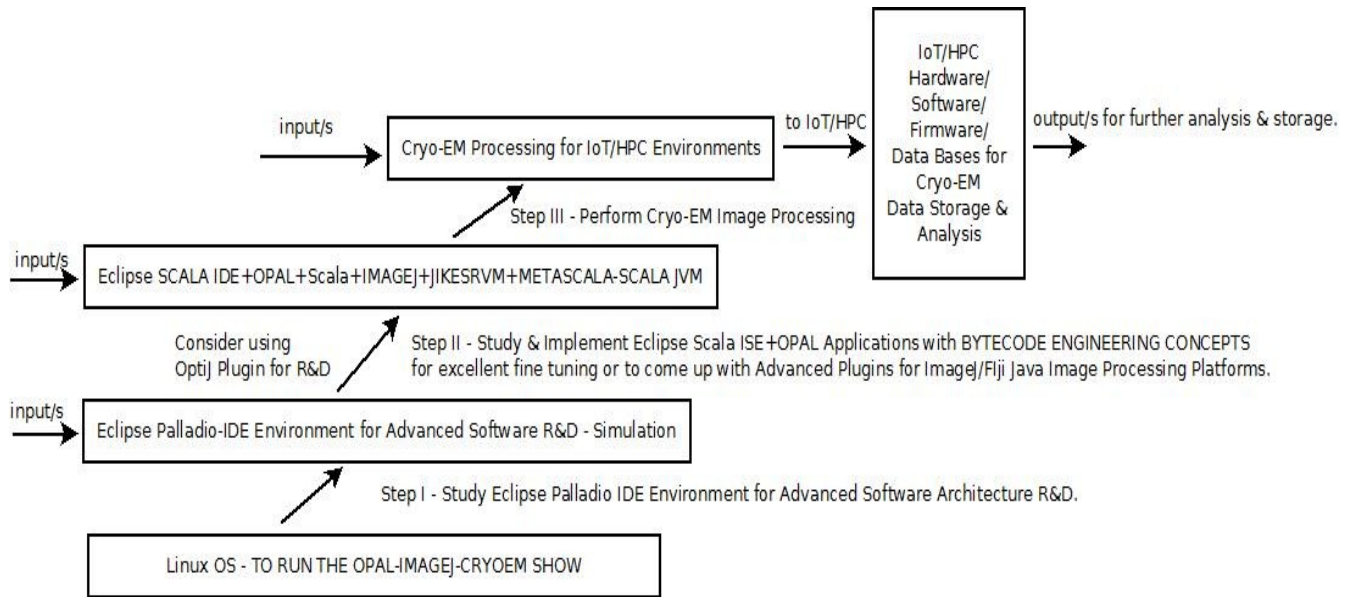 IoT/HPC
Hardware/
Software/
Firmware/
Data Bases for
Cryo-EM
Data Storage &
Analysis
input/s
Cryo-EM Processing for IoT/HPC Environments
to IoT/HPC
output/s for further analysis & storage.
Step III - Perform Cryo-EM Image Processing
input/s
Eclipse SCALA IDE+OPAL+Scala+IMAGEJ+JIKESRVM+METASCALA-SCALA JVM
Consider using
OptiJ Plugin for R&D
Step II - Study & Implement Eclipse Scala ISE+OPAL Applications with BYTECODE ENGINEERING CONCEPTS
for excellent fine tuning or to come up with Advanced Plugins for ImageJ/FIji Java Image Processing Platforms.
input/s
Eclipse Palladio-IDE Environment for Advanced Software R&D - Simulation
Step I - Study Eclipse Palladio IDE Environment for Advanced Software Architecture R&D.
Linux OS - TO RUN THE OPAL-IMAGEJ-CRYOEM SHOW